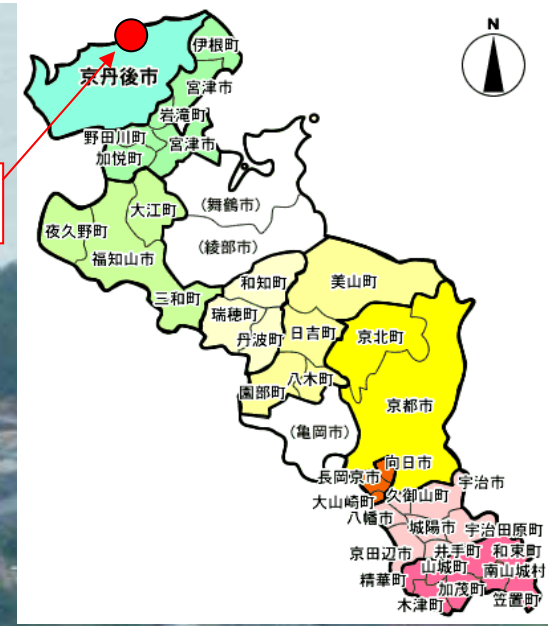 N
伊根町
京丹後市
宮津市
岩滝町
野田川町
宮津市
加悦町
(舞鶴市)
大江町
夜久野町
(綾部市)
福知山市
和知町
美山町
三和町
瑞穂町
日吉町
京北町
丹波町
八木町
園部町
京都市
(亀岡市)
向日市
長岡京市
宇治市
大山崎町
久御山町
八幡市
城陽市
宇治田原町
京田辺市
井手町
和束町
山城町
南山城村
精華町
加茂町
笠置町
木津町